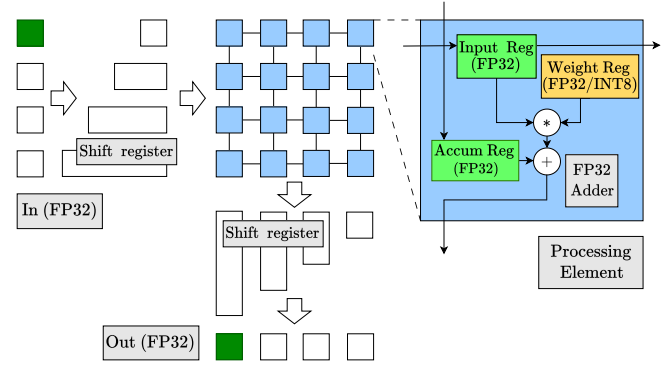 Input Reg
(FP32)
Weight Reg
(FP32/INT8)
*
Accum Reg
(FP32)
+
FP32
Adder
Shift register
In (FP32)
Shift register
Processing
Element
Out (FP32)